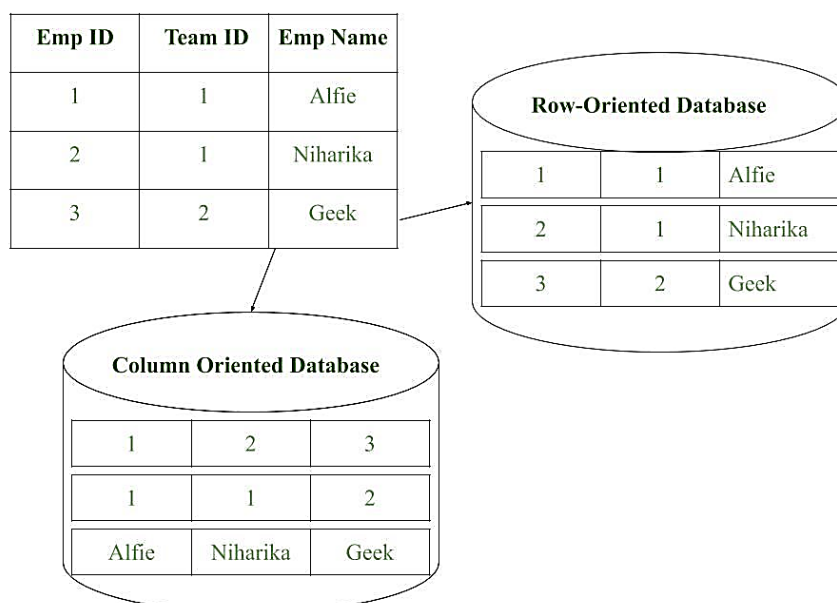 Emp ID Team ID Emp Name
1 1 Alfie
2 1 Niharika
3 2 Geek
Row-Oriented Database
1 1 Alfie
2 1 Niharika
3 2 Geek
Column Oriented Database
1 2 3
1 1 2
Alfie Niharika Geek